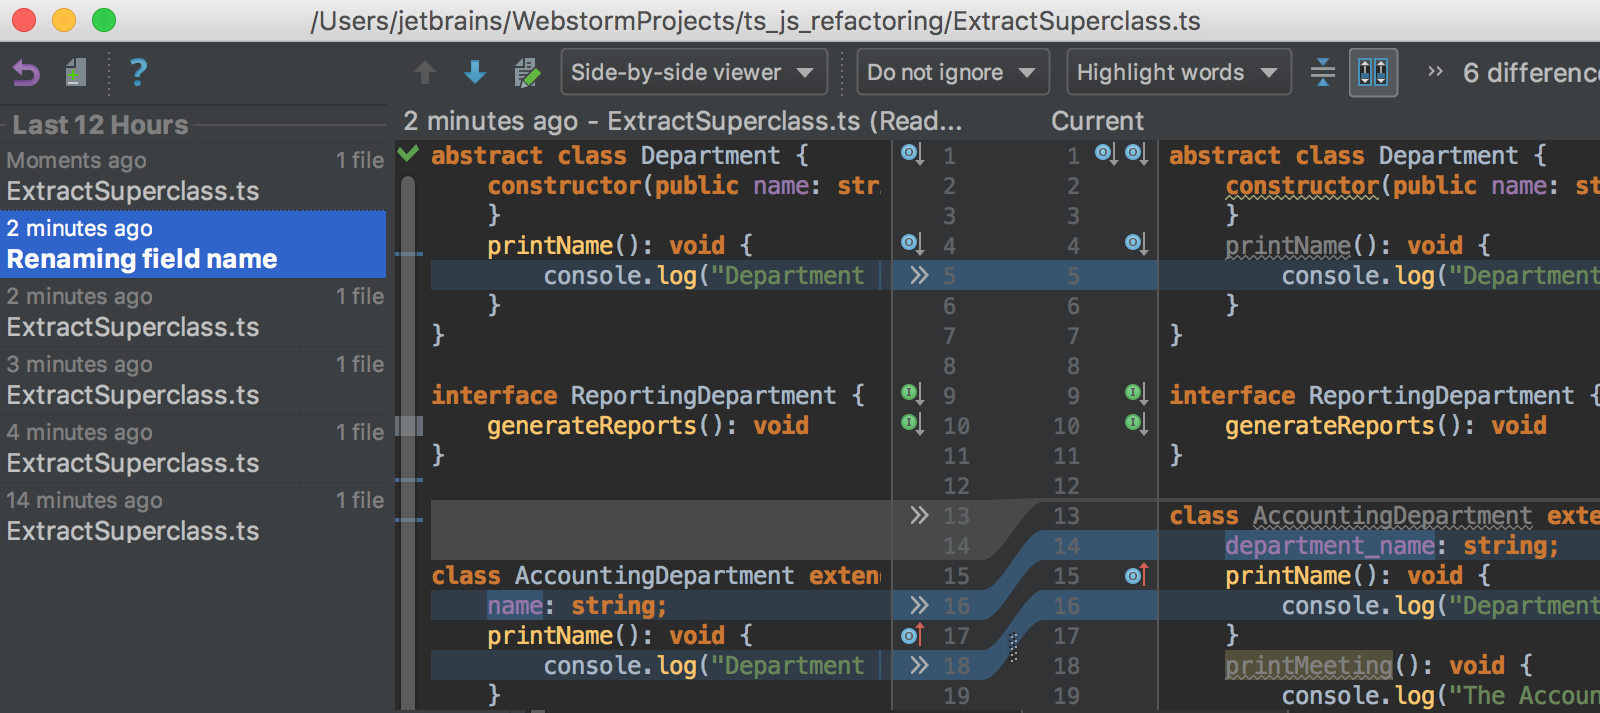 /Users/jetbrains/WebstormProjects/ts_js_refactoring/ExtractSuperclass.ts
? Side-by-side viewer Do not ignore Highlight words 6 differenc
Last 12 Hours
Moments ago 1 file
ExtractSuperclass.ts
2 minutes ago
Renaming field name
2 minutes ago 1 file
ExtractSuperclass.ts
3 minutes ago 1 file
ExtractSuperclass.ts
4 minutes ago 1 file
ExtractSuperclass.ts
14 minutes ago 1 file
ExtractSuperclass.ts
2 minutes ago - ExtractSuperclass.ts (Read...
abstract class Department { 1
constructor(public name: str 2
} 3
printName(): void { 4
console.log("Department 5
} 6
} 7
8
interface ReportingDepartment { 9
generateReports(): void 10
} 11
12
13
14
class AccountingDepartment exten 15
name: string; 16
printName(): void { 17
console.log("Department 18
} 19
Current
1 abstract class Department {
2 constructor(public name: st
3 }
4 printName(): void {
5 console.log("Department
6 }
7 }
8
9 interface ReportingDepartment {
10 generateReports(): void
11 }
12
13 class AccountingDepartment exte
14 department_name: string;
15 printName(): void {
16 console.log("Department
17 }
18 printMeeting(): void {
19 console.log("The Accoun